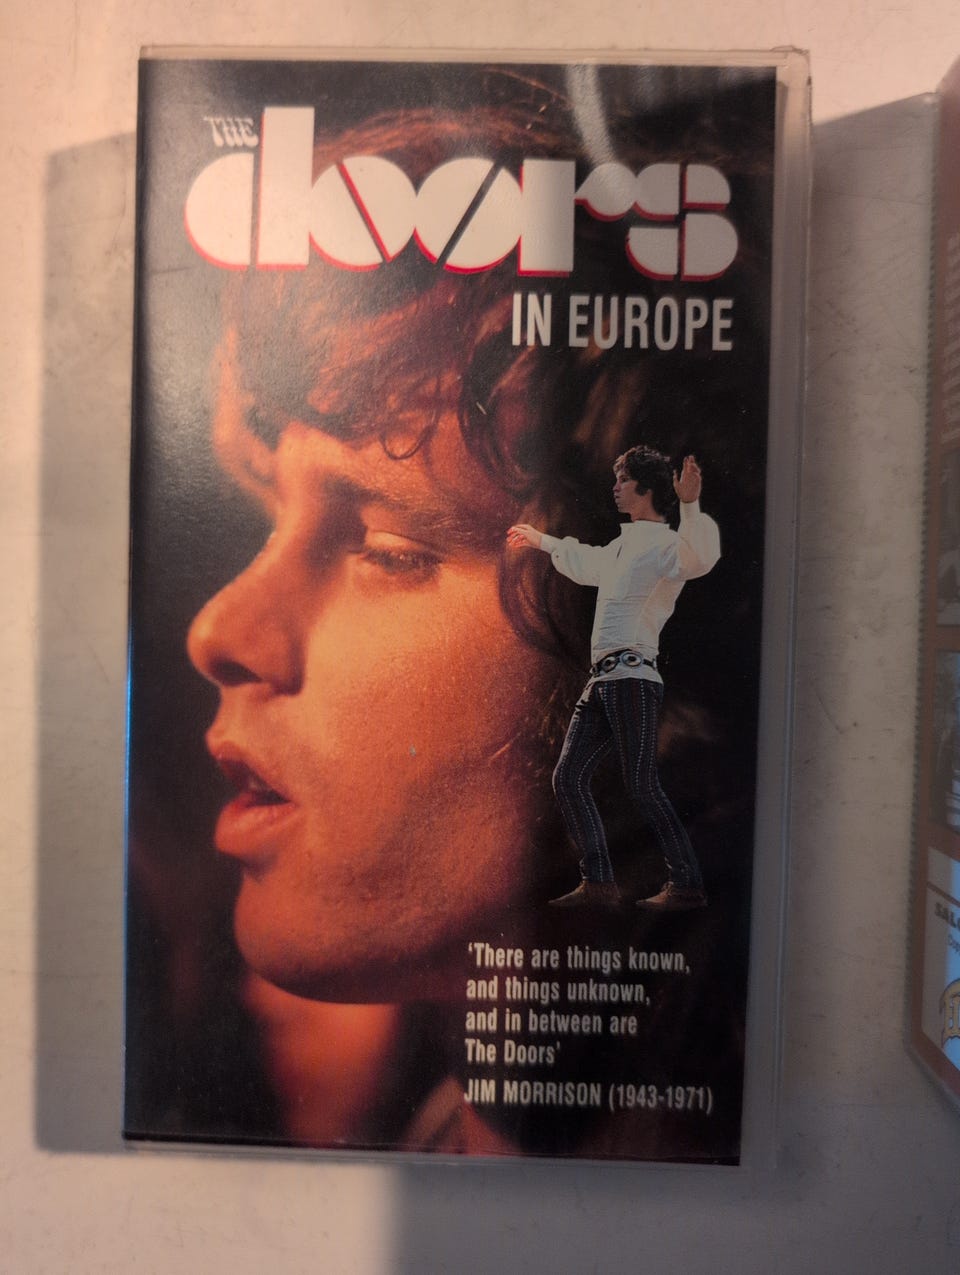 THE
doors
IN EUROPE
'There are things known,
and things unknown,
and in between are
The Doors'
JIM MORRISON (1943-1971)